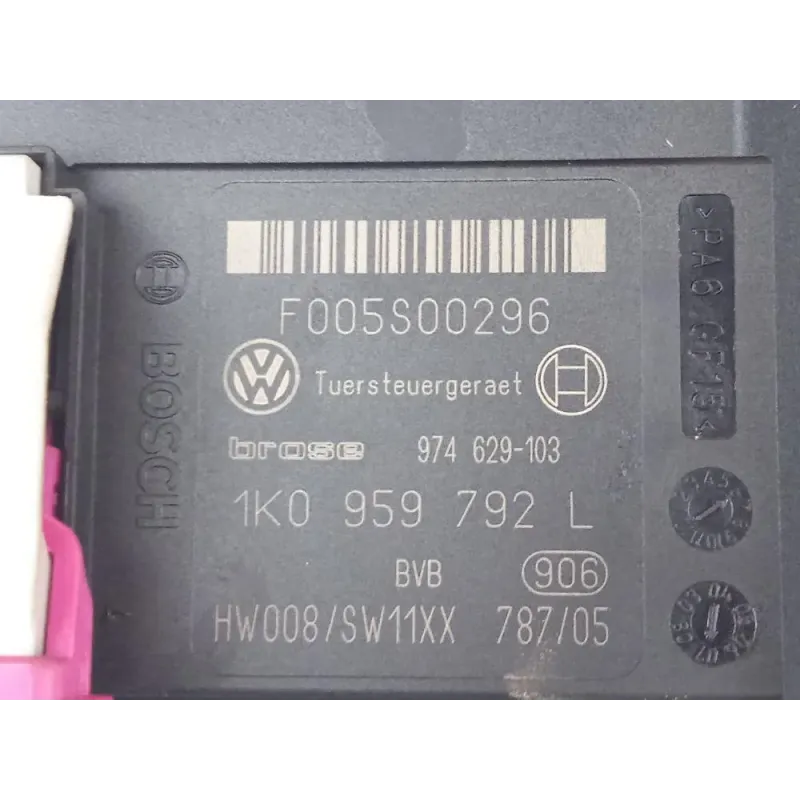 F005S00296
Tuersteuergeraet
brose 974 629-103
1K0 959 792 L
BVB 906
HW008/SW11XX 787/05
BOSCH
>PA6 GF15<